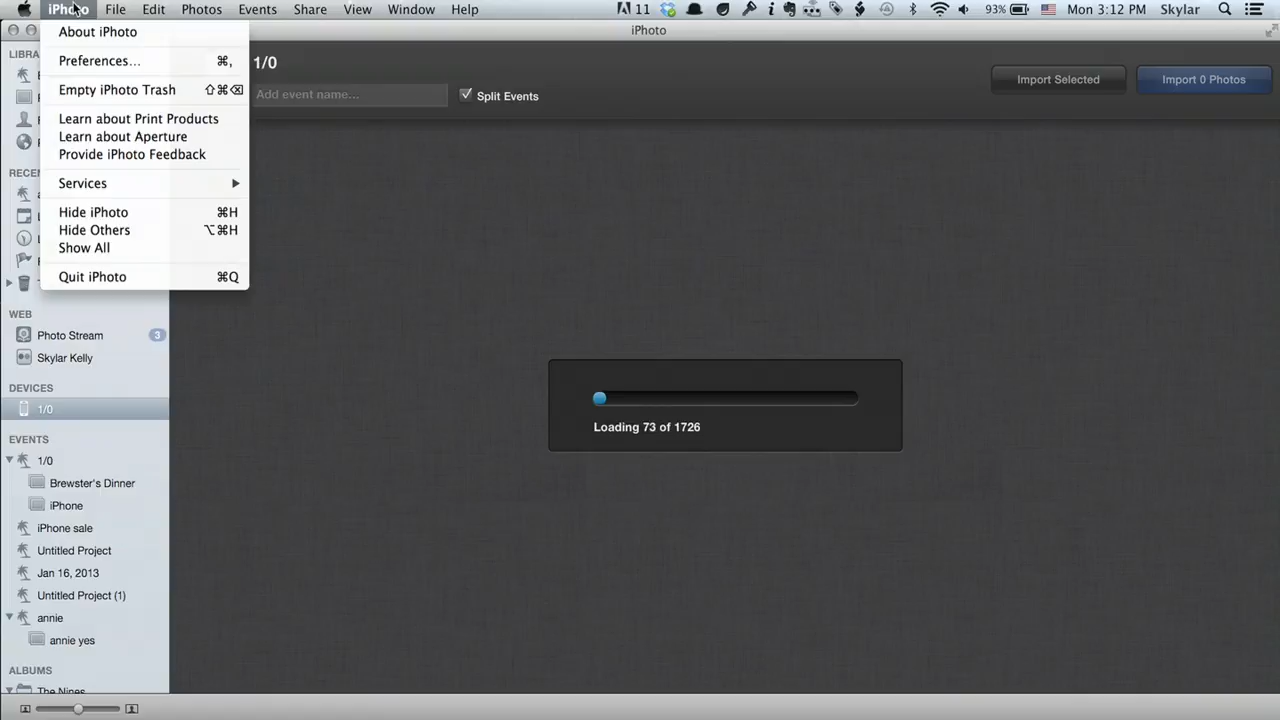 iPhoto File Edit Photos Events Share View Window Help 11 93% Mon 3:12 PM Skylar
iPhoto
About iPhoto
Preferences... ⌘,
Empty iPhoto Trash ⇧⌘⌫
Learn about Print Products
Learn about Aperture
Provide iPhoto Feedback
Services
Hide iPhoto ⌘H
Hide Others ⌥⌘H
Show All
Quit iPhoto ⌘Q
1/0
Add event name...
Split Events
Import Selected
Import 0 Photos
WEB
Photo Stream 3
Skylar Kelly
DEVICES
1/0
EVENTS
1/0
Brewster's Dinner
iPhone
iPhone sale
Untitled Project
Jan 16, 2013
Untitled Project (1)
annie
annie yes
ALBUMS
The Nines
Loading 73 of 1726